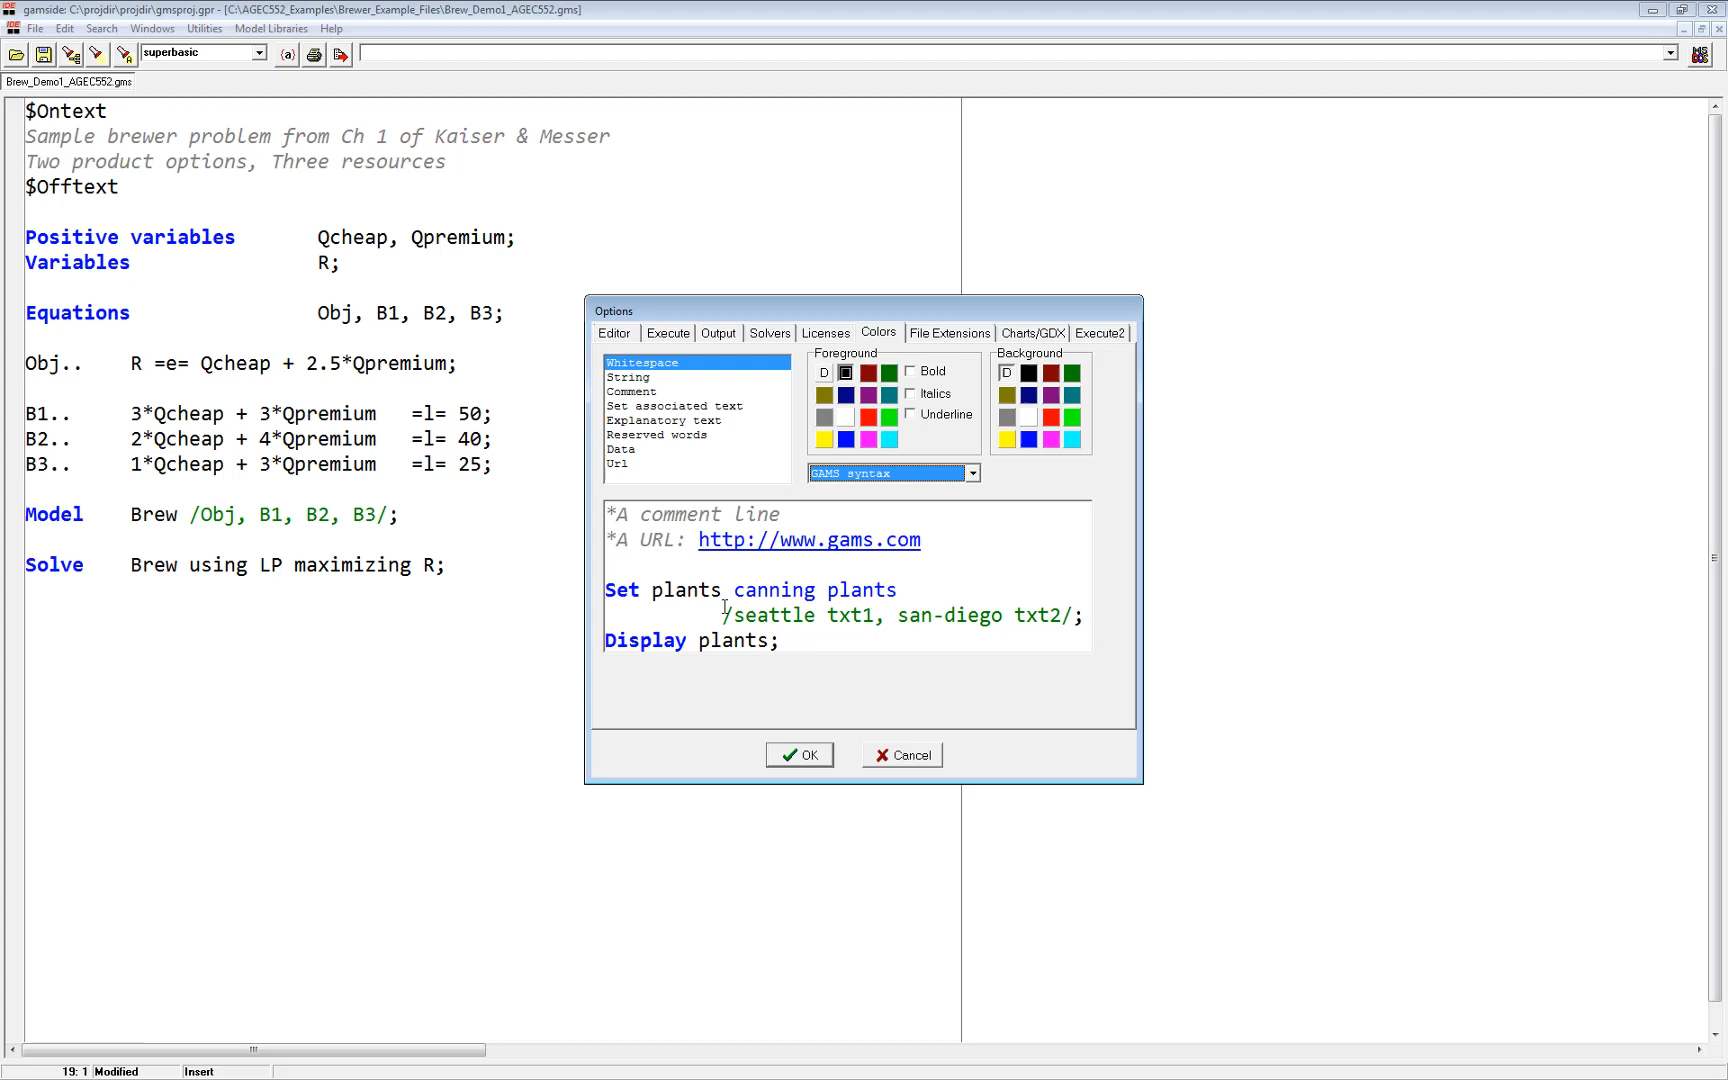 gamside: C:\projdir\projdir\gmsproj.gpr - [C:\AGEC552_Examples\Brewer_Example_Files\Brew_Demo1_AGEC552.gms]
IDE File Edit Search Windows Utilities Model Libraries Help
superbasic {a}
Brew_Demo1_AGEC552.gms
$Ontext
Sample brewer problem from Ch 1 of Kaiser & Messer
Two product options, Three resources
$Offtext
Positive variables Qcheap, Qpremium;
Variables R;
Equations Obj, B1, B2, B3;
Obj.. R =e= Qcheap + 2.5*Qpremium;
B1.. 3*Qcheap + 3*Qpremium =l= 50;
B2.. 2*Qcheap + 4*Qpremium =l= 40;
B3.. 1*Qcheap + 3*Qpremium =l= 25;
Model Brew /Obj, B1, B2, B3/;
Solve Brew using LP maximizing R;
Options
Editor Execute Output Solvers Licenses Colors File Extensions Charts/GDX Execute2
Whitespace
String
Comment
Set associated text
Explanatory text
Reserved words
Data
Url
Foreground
D
Bold
Italics
Underline
Background
D
GAMS syntax
*A comment line
*A URL: http://www.gams.com
Set plants canning plants
/seattle txt1, san-diego txt2/;
Display plants;
OK Cancel
19: 1 Modified Insert